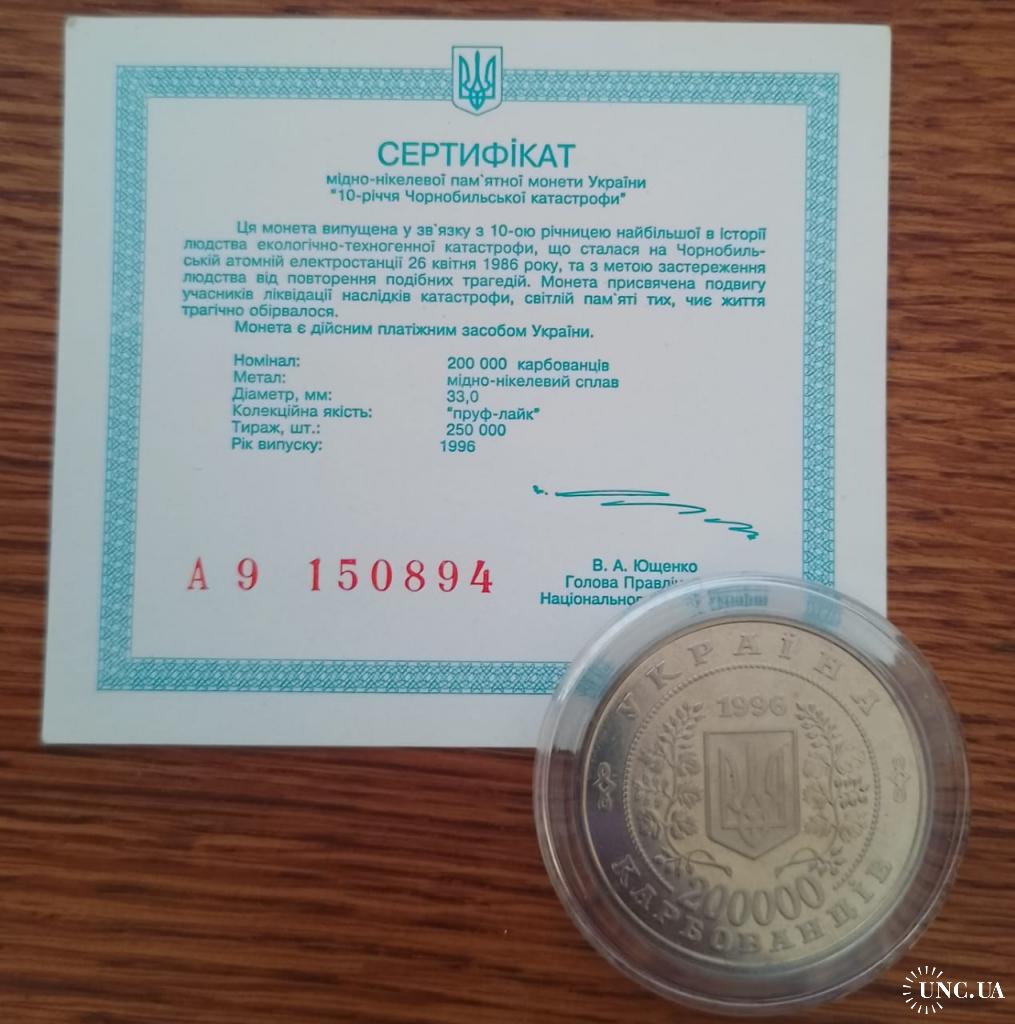 СЕРТИФІКАТ
мідно-нікелевої пам`ятної монети України
"10-річчя Чорнобильської катастрофи"
Ця монета випущена у зв`язку з 10-ою річницею найбільшої в історії
людства екологічно-техногенної катастрофи, що сталася на Чорнобиль-
ській атомній електростанції 26 квітня 1986 року, та з метою застереження
людства від повторення подібних трагедій. Монета присвячена подвигу
учасників ліквідації наслідків катастрофи, світлій пам`яті тих, чиє життя
трагічно обірвалося.
Монета є дійсним платіжним засобом України.
Номінал: 200 000 карбованців
Метал: мідно-нікелевий сплав
Діаметр, мм: 33,0
Колекційна якість: "пруф-лайк"
Тираж, шт.: 250 000
Рік випуску: 1996
А 9 150894
В. А. Ющенко
Голова
УКРАЇНА
1996
200000
КАРБОВАНЦІВ
UNC.UA